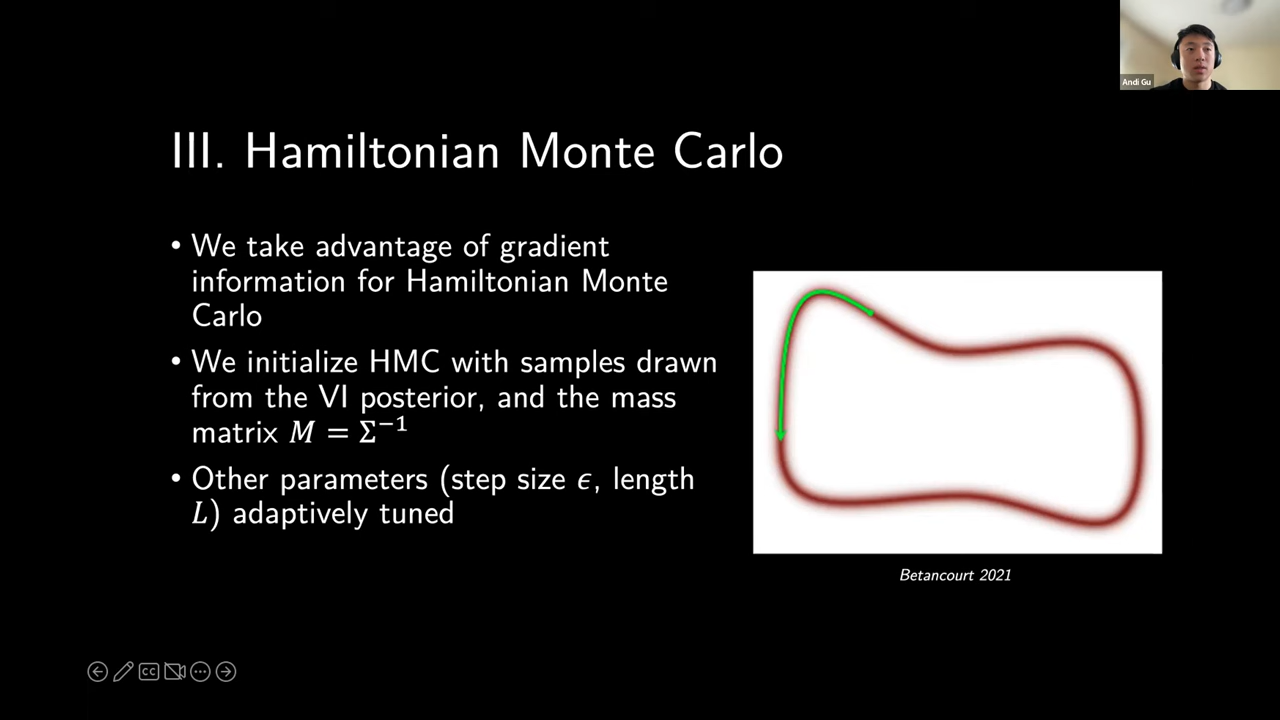 Andi Gu
III. Hamiltonian Monte Carlo
• We take advantage of gradient
information for Hamiltonian Monte
Carlo
• We initialize HMC with samples drawn
from the VI posterior, and the mass
matrix M = Σ⁻¹
• Other parameters (step size ϵ, length
L) adaptively tuned
Betancourt 2021
CC